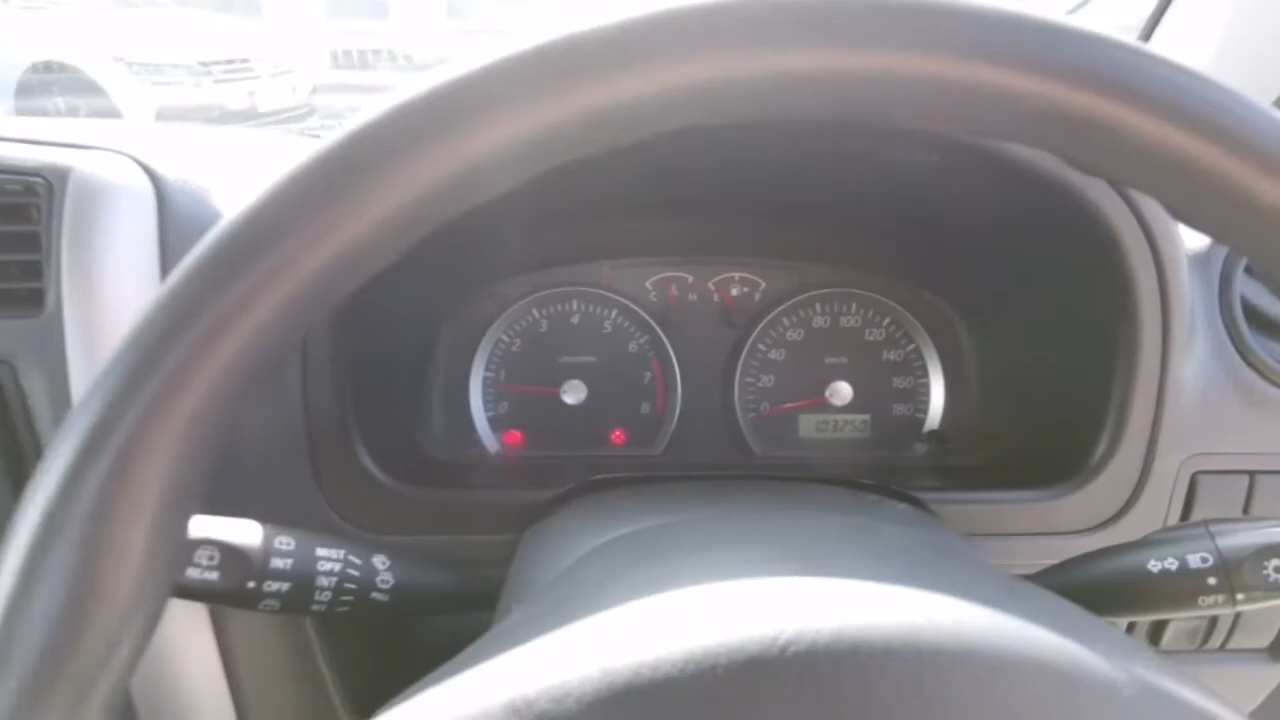 C H E F
0 1 2 3 4 5 6 7 8
0 20 40 60 80 100 120 140 160 180
km/h
103250
REAR
INT
OFF
MIST
OFF
INT
LO
OFF